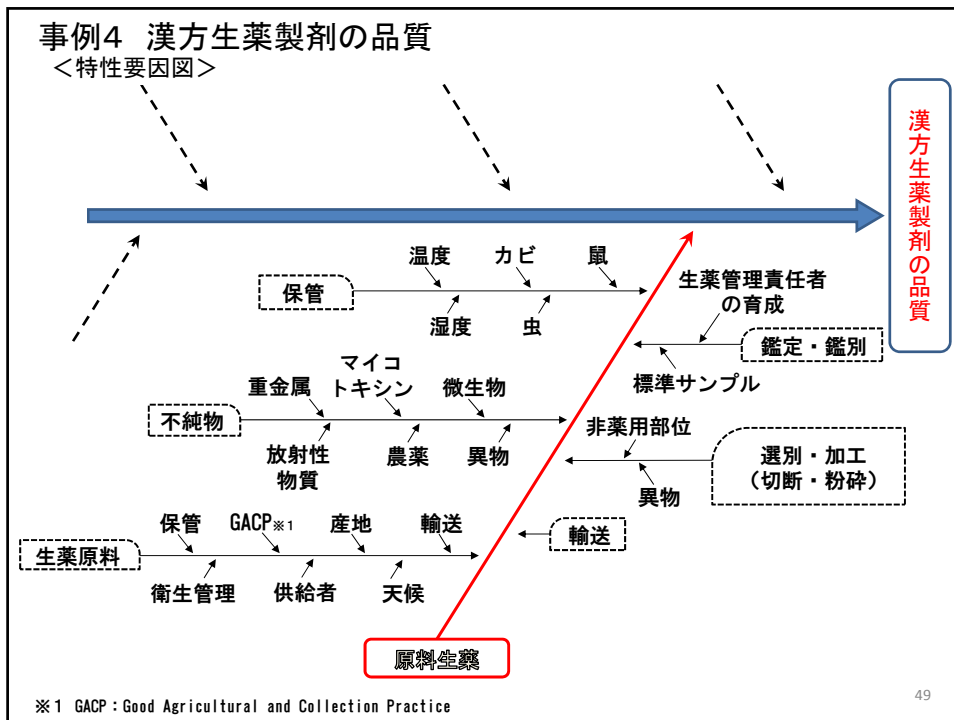 事例4 漢方生薬製剤の品質
＜特性要因図＞
漢方生薬製剤の品質
温度
カビ
鼠
保管
湿度
虫
生薬管理責任者
の育成
鑑定・鑑別
標準サンプル
マイコ
トキシン
重金属
微生物
不純物
放射性
物質
農薬
異物
非薬用部位
選別・加工
（切断・粉砕）
異物
保管
GACP※1
産地
輸送
輸送
生薬原料
衛生管理
供給者
天候
原料生薬
※1 GACP：Good Agricultural and Collection Practice
49